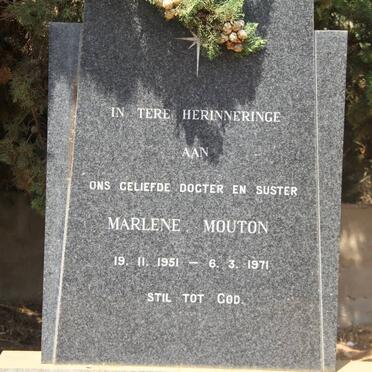 IN TERE HERINNERINGE
AAN
ONS GELIEFDE DOGTER EN SUSTER
MARLENE MOUTON
19. 11. 1951 – 6. 3. 1971
STIL TOT GOD.